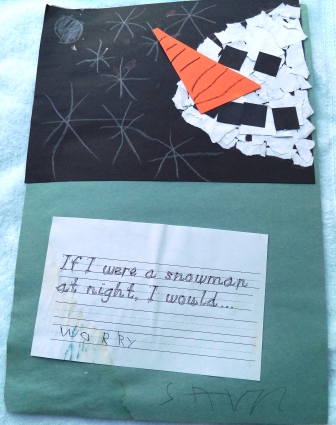 If I were a snowman
at night, I would...
WORRY